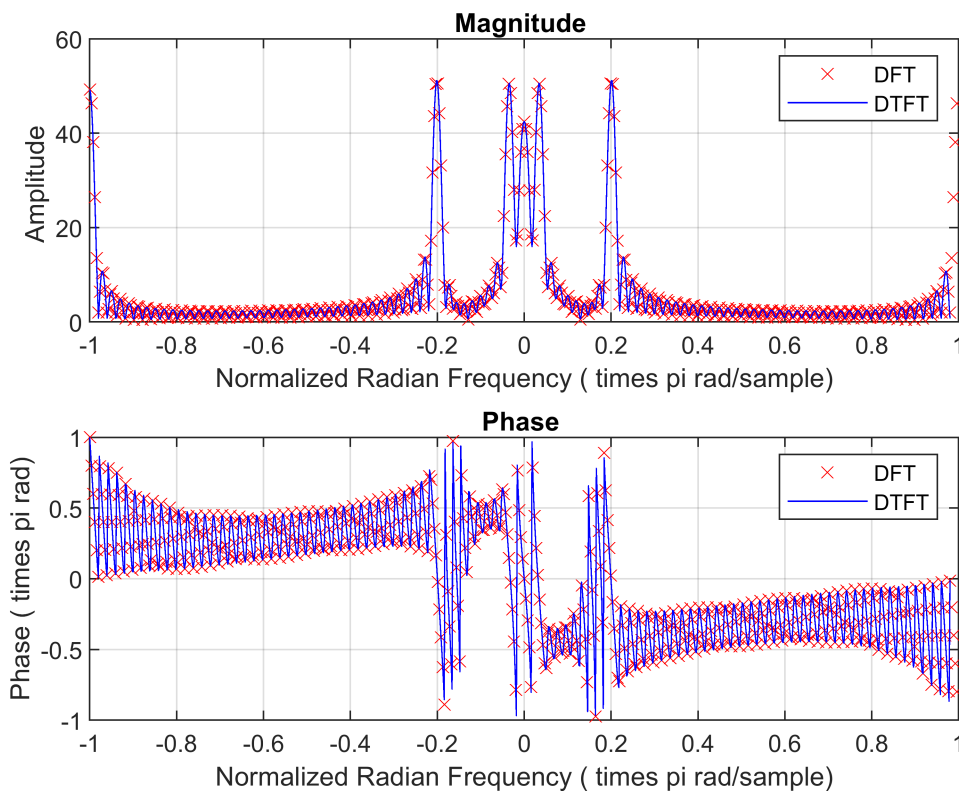 Magnitude
60
40
20
0
Amplitude
DFT
DTFT
-1 -0.8 -0.6 -0.4 -0.2 0 0.2 0.4 0.6 0.8 1
Normalized Radian Frequency ( times pi rad/sample)
Phase
1
0.5
0
-0.5
-1
Phase ( times pi rad)
DFT
DTFT
-1 -0.8 -0.6 -0.4 -0.2 0 0.2 0.4 0.6 0.8 1
Normalized Radian Frequency ( times pi rad/sample)